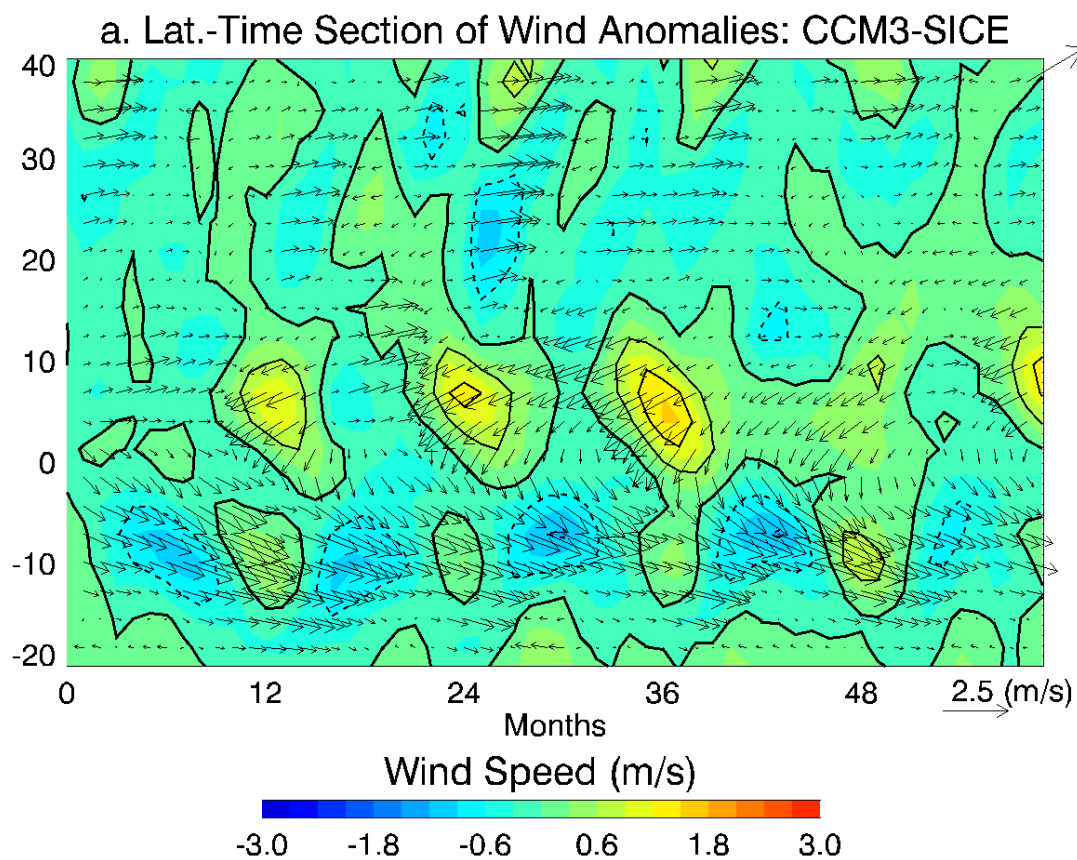 a. Lat.-Time Section of Wind Anomalies: CCM3-SICE
40
30
20
10
0
-10
-20
0 12 24 36 48 2.5 (m/s)
Months
Wind Speed (m/s)
-3.0 -1.8 -0.6 0.6 1.8 3.0